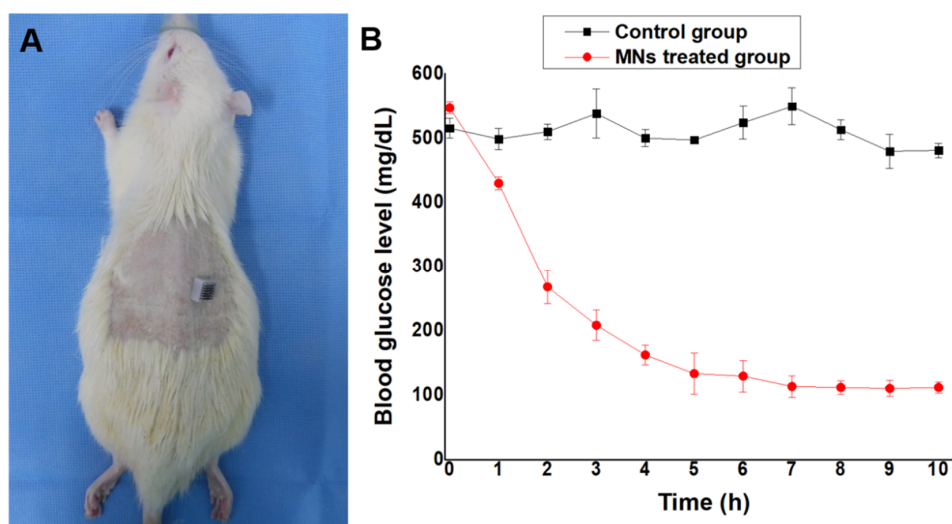 A
B
Control group
MNs treated group
Blood glucose level (mg/dL)
600
500
400
300
200
100
0
0 1 2 3 4 5 6 7 8 9 10
Time (h)